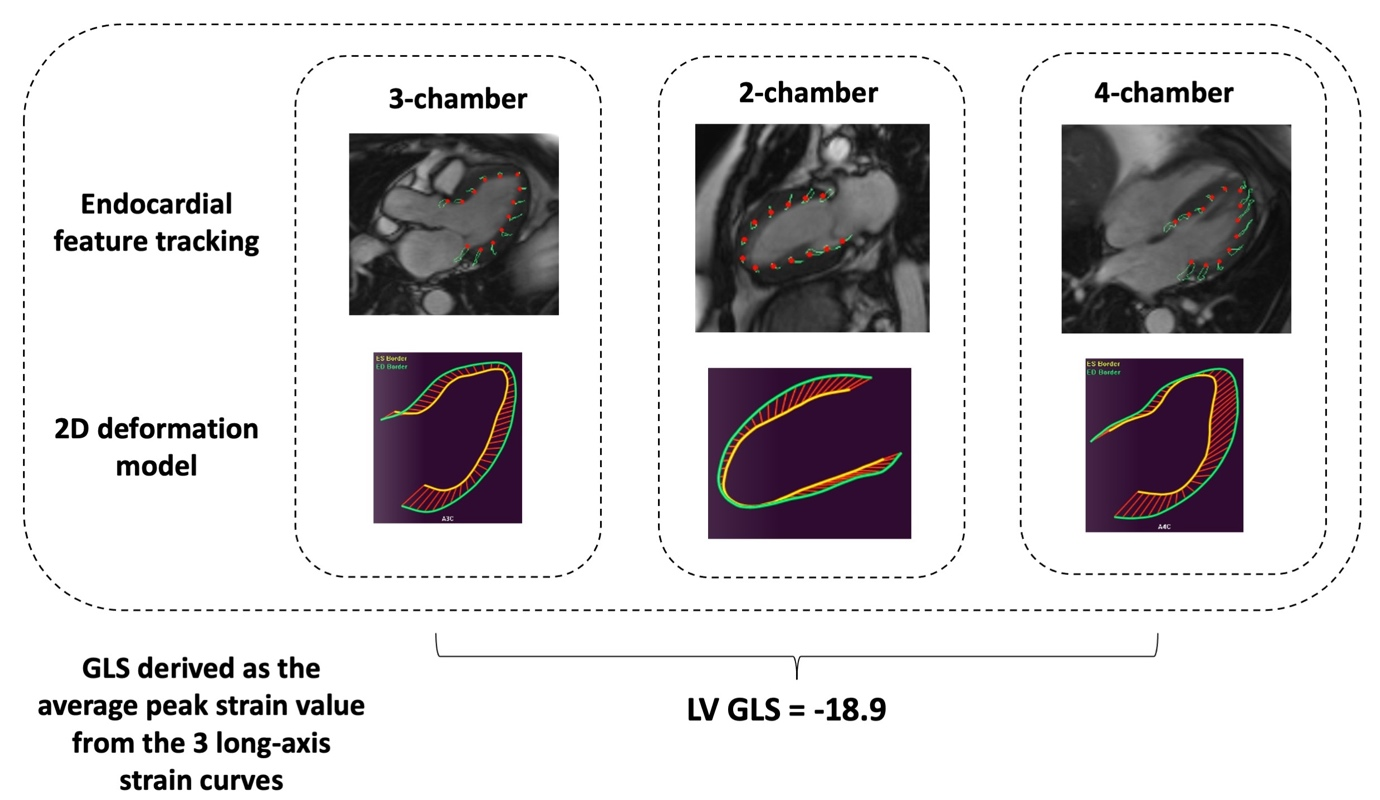 3-chamber
2-chamber
4-chamber
Endocardial
feature tracking
2D deformation
model
ES Border
ED Border
A3C
ES Border
ED Border
A4C
GLS derived as the
average peak strain value
from the 3 long-axis
strain curves
LV GLS = -18.9